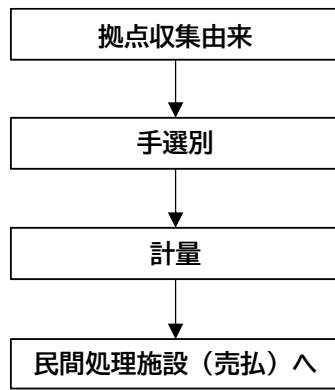 拠点収集由来
手選別
計量
民間処理施設（売払）へ